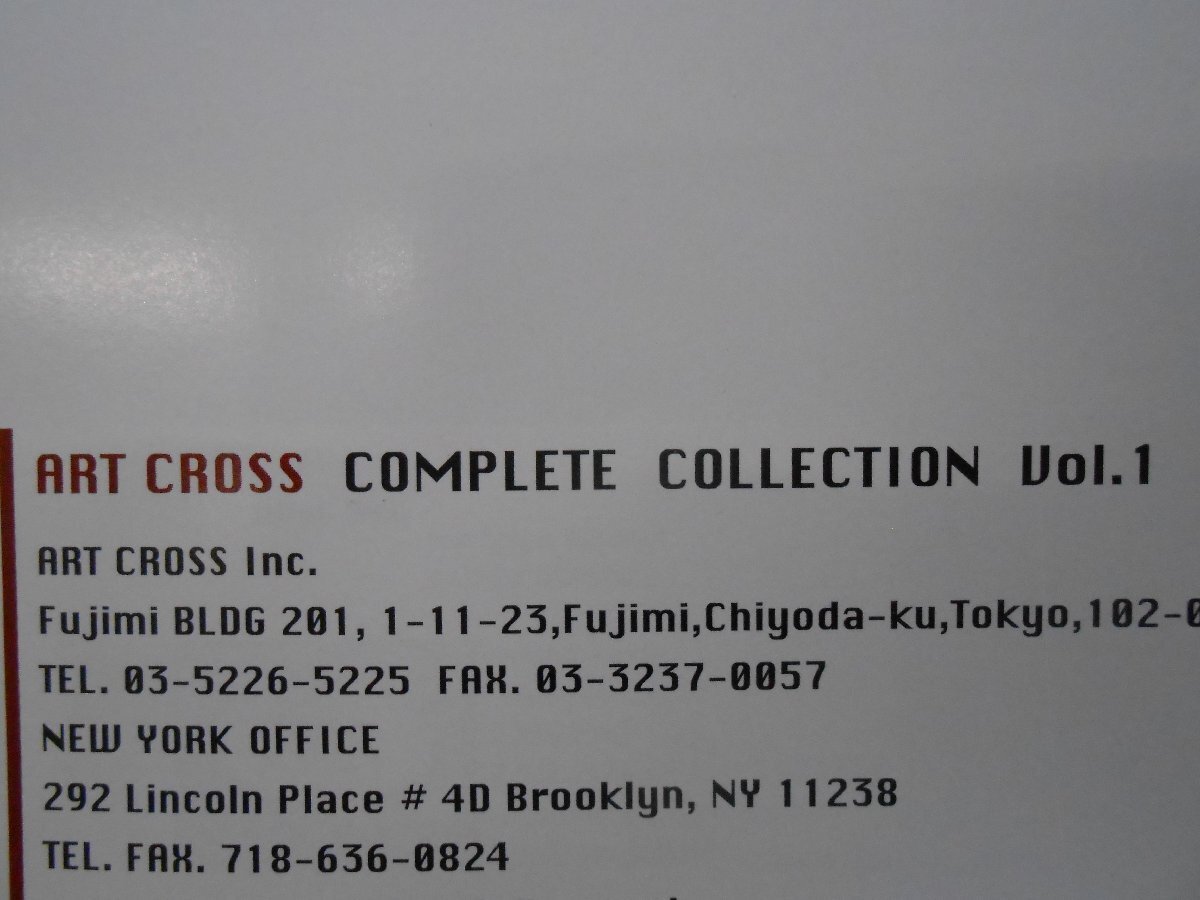 ART CROSS COMPLETE COLLECTION Vol.1
ART CROSS Inc.
Fujimi BLDG 201, 1-11-23,Fujimi,Chiyoda-ku,Tokyo,102-0
TEL. 03-5226-5225 FAX. 03-3237-0057
NEW YORK OFFICE
292 Lincoln Place # 4D Brooklyn, NY 11238
TEL. FAX. 718-636-0824